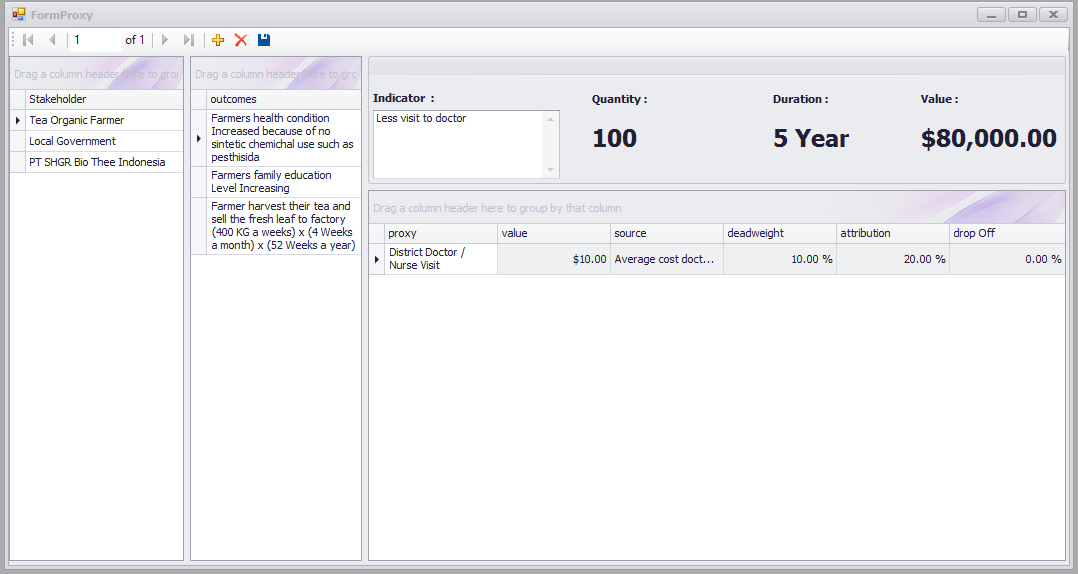 FormProxy
1 of 1
Drag a column header here to gro
Stakeholder
Tea Organic Farmer
Local Government
PT SHGR Bio Thee Indonesia
Drag a column header here to grc
outcomes
Farmers health condition
Increased because of no
sintetic chemichal use such as
pesthisida
Farmers family education
Level Increasing
Farmer harvest their tea and
sell the fresh leaf to factory
(400 KG a weeks) x (4 Weeks
a month) x (52 Weeks a year)
Indicator :
Less visit to doctor
Quantity :
100
Duration :
5 Year
Value :
$80,000.00
Drag a column header here to group by that column
proxy value source deadweight attribution drop Off
District Doctor /
Nurse Visit
$10.00 Average cost doct... 10.00 % 20.00 % 0.00 %